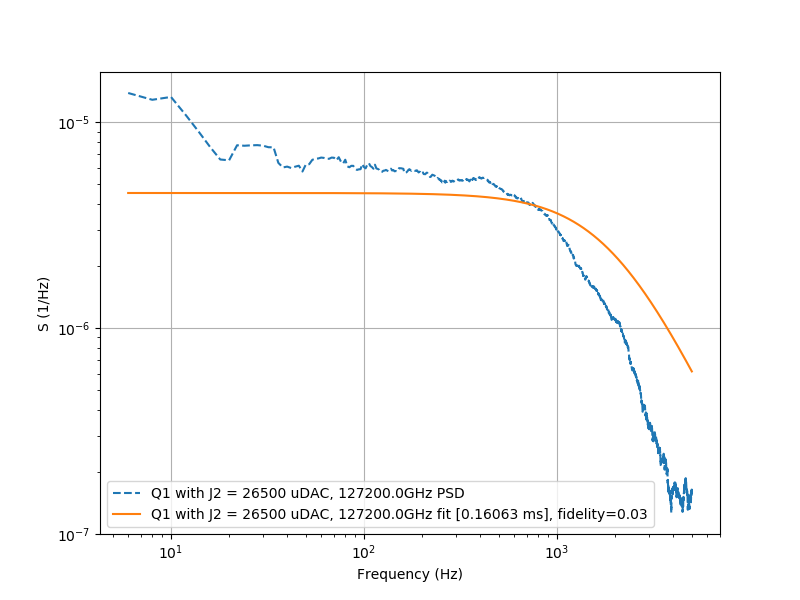 S (1/Hz)
10⁻⁵
10⁻⁶
10⁻⁷
Q1 with J2 = 26500 uDAC, 127200.0GHz PSD
Q1 with J2 = 26500 uDAC, 127200.0GHz fit [0.16063 ms], fidelity=0.03
10¹ 10² 10³
Frequency (Hz)